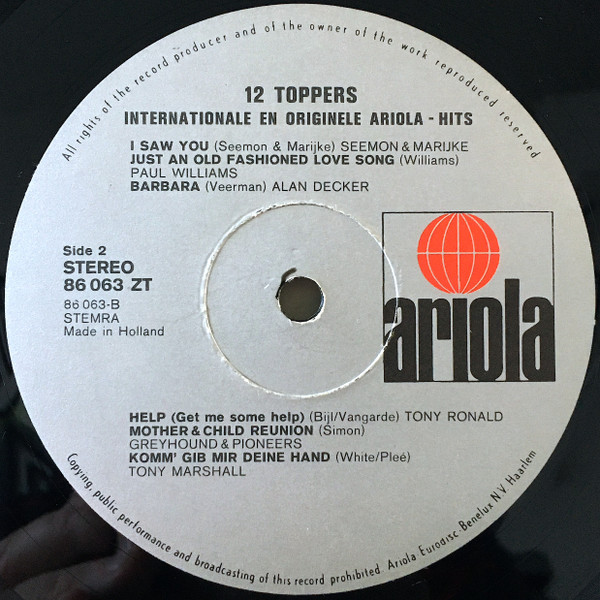 All rights of the record producer and of the owner of the work reproduced reserved
12 TOPPERS
INTERNATIONALE EN ORIGINELE ARIOLA - HITS
I SAW YOU (Seemon & Marijke) SEEMON & MARIJKE
JUST AN OLD FASHIONED LOVE SONG (Williams)
PAUL WILLIAMS
BARBARA (Veerman) ALAN DECKER
Side 2
STEREO
86 063 ZT
86 063-B
STEMRA
Made in Holland
ariola
HELP (Get me some help) (Bijl/Vangarde) TONY RONALD
MOTHER & CHILD REUNION (Simon)
GREYHOUND & PIONEERS
KOMM' GIB MIR DEINE HAND (White/Pleé)
TONY MARSHALL
Copying, public performance and broadcasting of this record prohibited. Ariola Eurodisc Benelux N.V. Haarlem